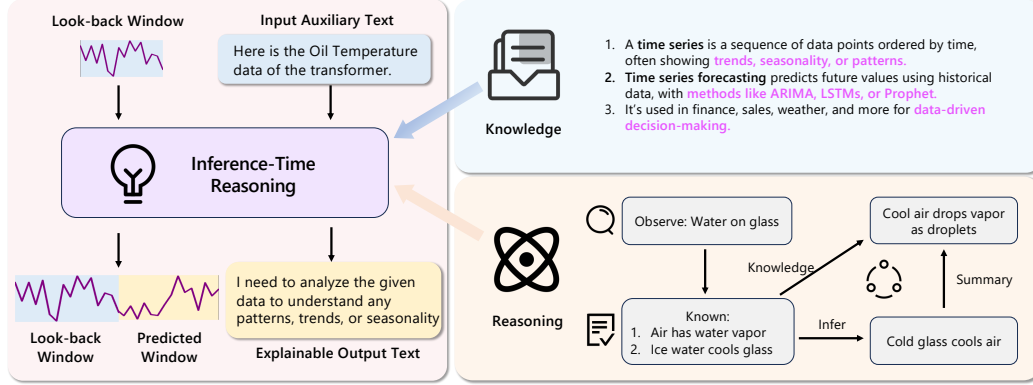 Look-back Window
Input Auxiliary Text
Here is the Oil Temperature
data of the transformer.
Inference-Time
Reasoning
I need to analyze the given
data to understand any
patterns, trends, or seasonality
Look-back
Window
Predicted
Window
Explainable Output Text
Knowledge
1. A time series is a sequence of data points ordered by time,
often showing trends, seasonality, or patterns.
2. Time series forecasting predicts future values using historical
data, with methods like ARIMA, LSTMs, or Prophet.
3. It's used in finance, sales, weather, and more for data-driven
decision-making.
Reasoning
Observe: Water on glass
Cool air drops vapor
as droplets
Knowledge
Summary
Known:
1. Air has water vapor
2. Ice water cools glass
Infer
Cold glass cools air